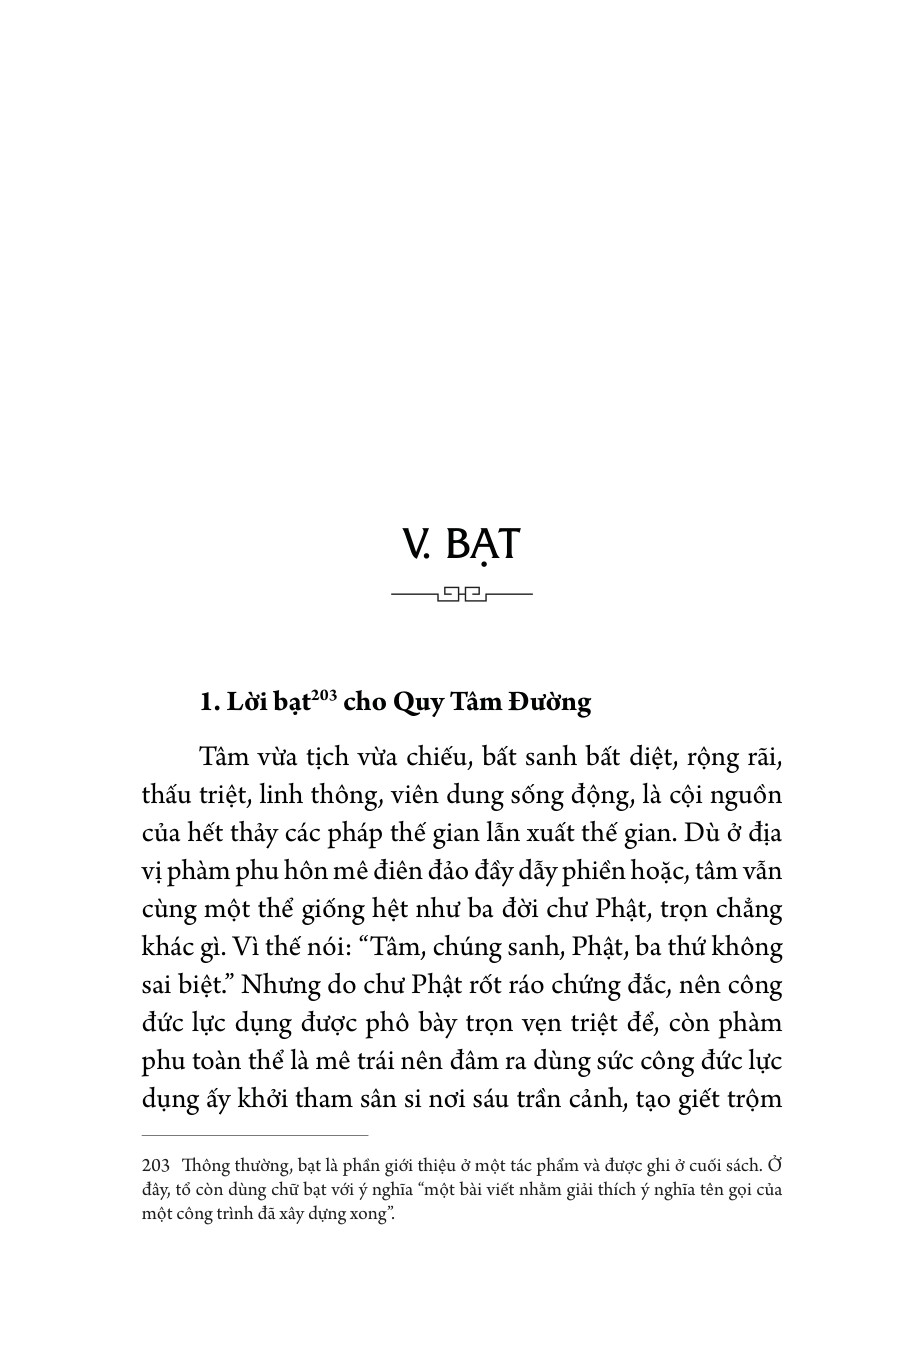 V. BẠT
1. Lời bạt203 cho Quy Tâm Đường
Tâm vừa tịch vừa chiếu, bất sanh bất diệt, rộng rãi,
thấu triệt, linh thông, viên dung sống động, là cội nguồn
của hết thảy các pháp thế gian lẫn xuất thế gian. Dù ở địa
vị phàm phu hôn mê điên đảo đầy dẫy phiền hoặc, tâm vẫn
cùng một thể giống hệt như ba đời chư Phật, trọn chẳng
khác gì. Vì thế nói: “Tâm, chúng sanh, Phật, ba thứ không
sai biệt.” Nhưng do chư Phật rốt ráo chứng đắc, nên công
đức lực dụng được phô bày trọn vẹn triệt để, còn phàm
phu toàn thể là mê trái nên đâm ra dùng sức công đức lực
dụng ấy khởi tham sân si nơi sáu trần cảnh, tạo giết trộm
203 Thông thường, bạt là phần giới thiệu ở một tác phẩm và được ghi ở cuối sách. Ở
đây, tổ còn dùng chữ bạt với ý nghĩa “một bài viết nhằm giải thích ý nghĩa tên gọi của
một công trình đã xây dựng xong”.